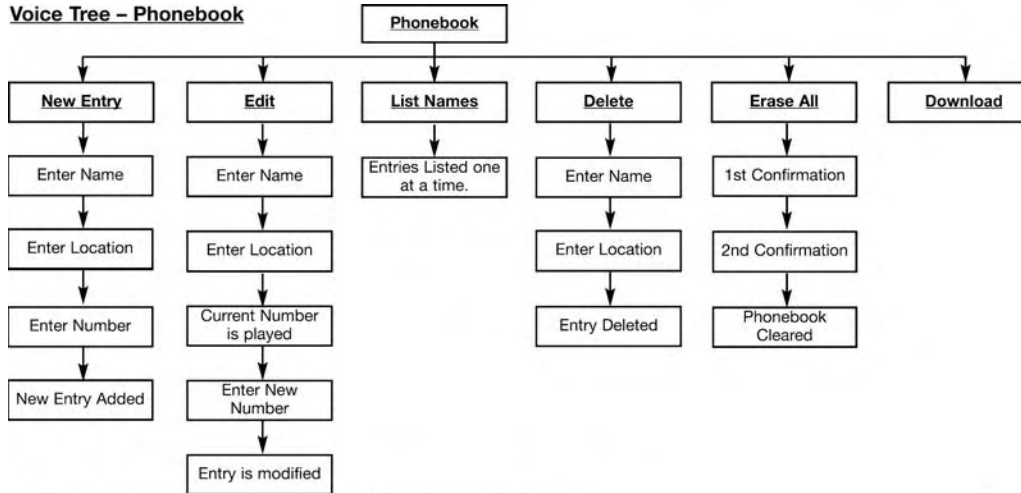 Voice Tree – Phonebook
Phonebook
New Entry
Edit
List Names
Delete
Erase All
Download
Enter Name
Enter Name
Entries Listed one
at a time.
Enter Name
1st Confirmation
Enter Location
Enter Location
Enter Location
2nd Confirmation
Enter Number
Current Number
is played
Entry Deleted
Phonebook
Cleared
New Entry Added
Enter New
Number
Entry is modified